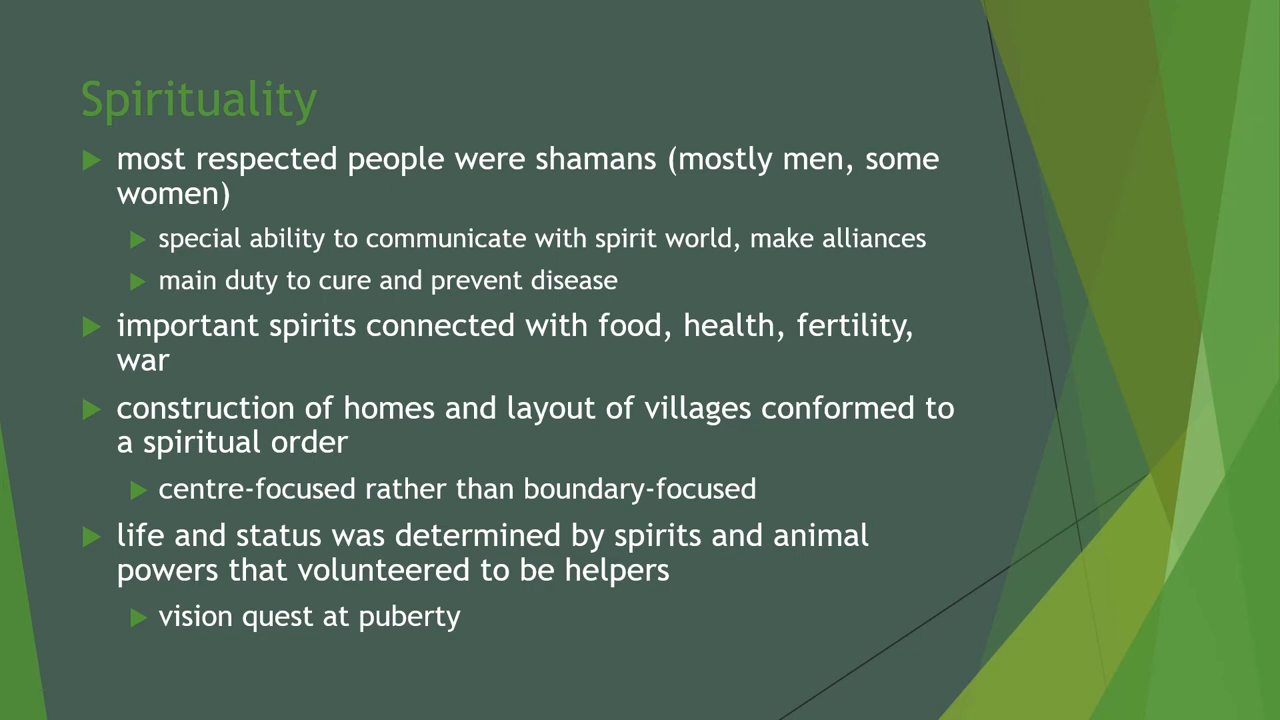 Spirituality
most respected people were shamans (mostly men, some
women)
special ability to communicate with spirit world, make alliances
main duty to cure and prevent disease
important spirits connected with food, health, fertility,
war
construction of homes and layout of villages conformed to
a spiritual order
centre-focused rather than boundary-focused
life and status was determined by spirits and animal
powers that volunteered to be helpers
vision quest at puberty